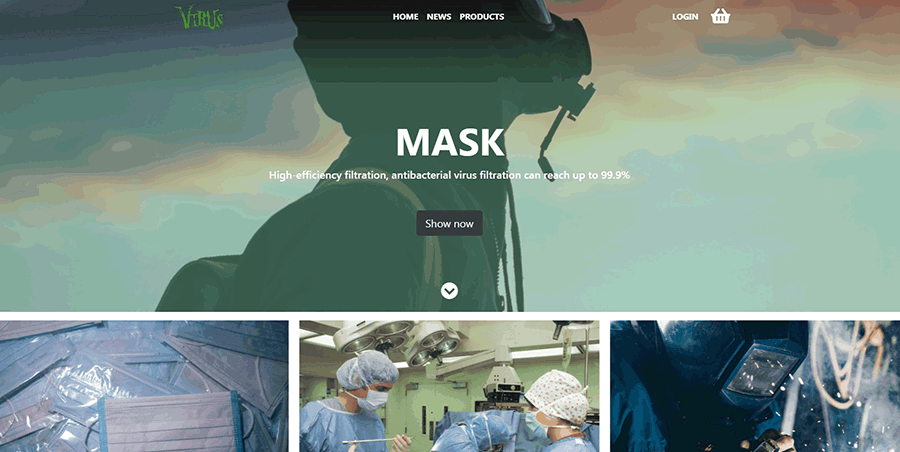 VIRUS
HOME NEWS PRODUCTS
LOGIN
MASK
High-efficiency filtration, antibacterial virus filtration can reach up to 99.9%
Show now